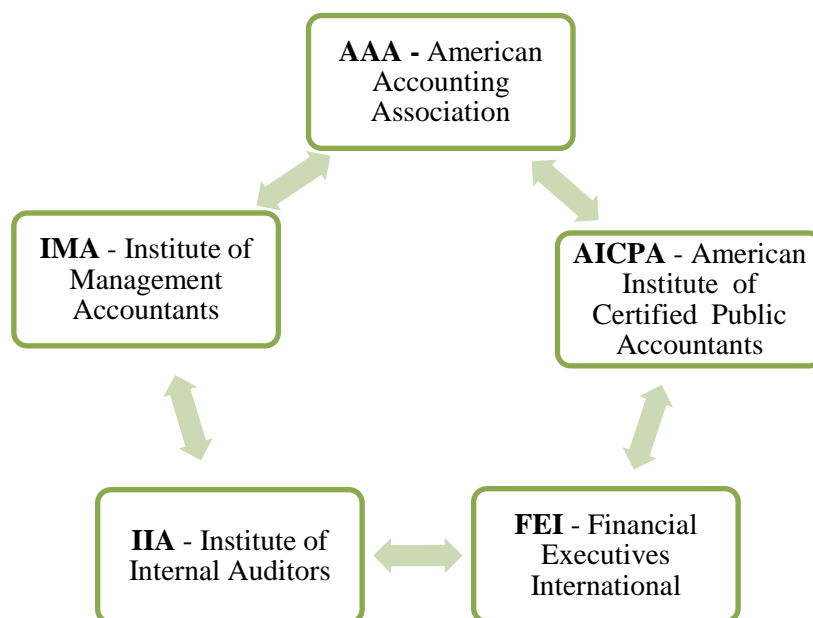 AAA - American
Accounting
Association
IMA - Institute of
Management
Accountants
AICPA - American
Institute of
Certified Public
Accountants
IIA - Institute of
Internal Auditors
FEI - Financial
Executives
International